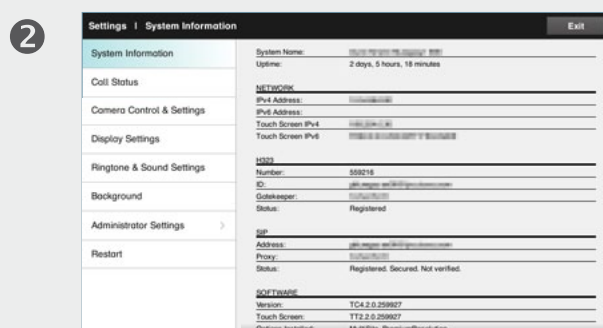 2
Settings | System Information
Exit
System Information
Call Status
Camera Control & Settings
Display Settings
Ringtone & Sound Settings
Background
Administrator Settings
Restart
System Name:
Uptime: 2 days, 5 hours, 18 minutes
NETWORK
IPv4 Address:
IPv6 Address:
Touch Screen IPv4
Touch Screen IPv6
H323
Number: 559216
ID:
Gatekeeper:
Status: Registered
SIP
Address:
Proxy:
Status: Registered. Secured. Not verified.
SOFTWARE
Version: TC4.2.0.259927
Touch Screen: TT2.2.0.259927